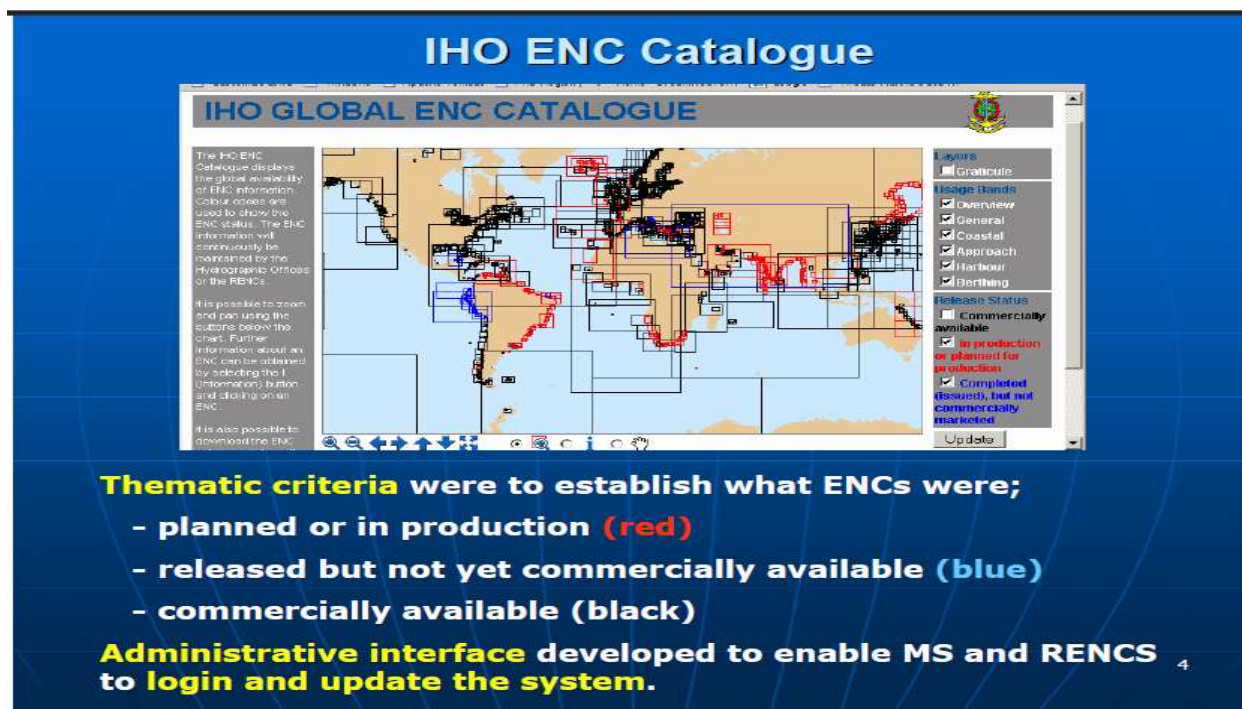 IHO ENC Catalogue
IHO GLOBAL ENC CATALOGUE
The IHO ENC
Catalogue displays
the global availability
of ENC information.
Colour codes are
used to show the
ENC status. The ENC
information will
continuously be
maintained by the
Hydrographic Offices
or the RENCs.
It is possible to zoom
and pan using the
buttons below the
chart. Further
information about an
ENC can be obtained
by selecting the I
(Information) button
and clicking on an
ENC.
It is also possible to
download the ENC
Layers
Graticule
Usage Bands
Overview
General
Coastal
Approach
Harbour
Berthing
Release Status
Commercially
available
In production
or planned for
production
Completed
(issued), but not
commercially
marketed
Update
Thematic criteria were to establish what ENCs were;
- planned or in production (red)
- released but not yet commercially available (blue)
- commercially available (black)
Administrative interface developed to enable MS and RENCS
to login and update the system.
4